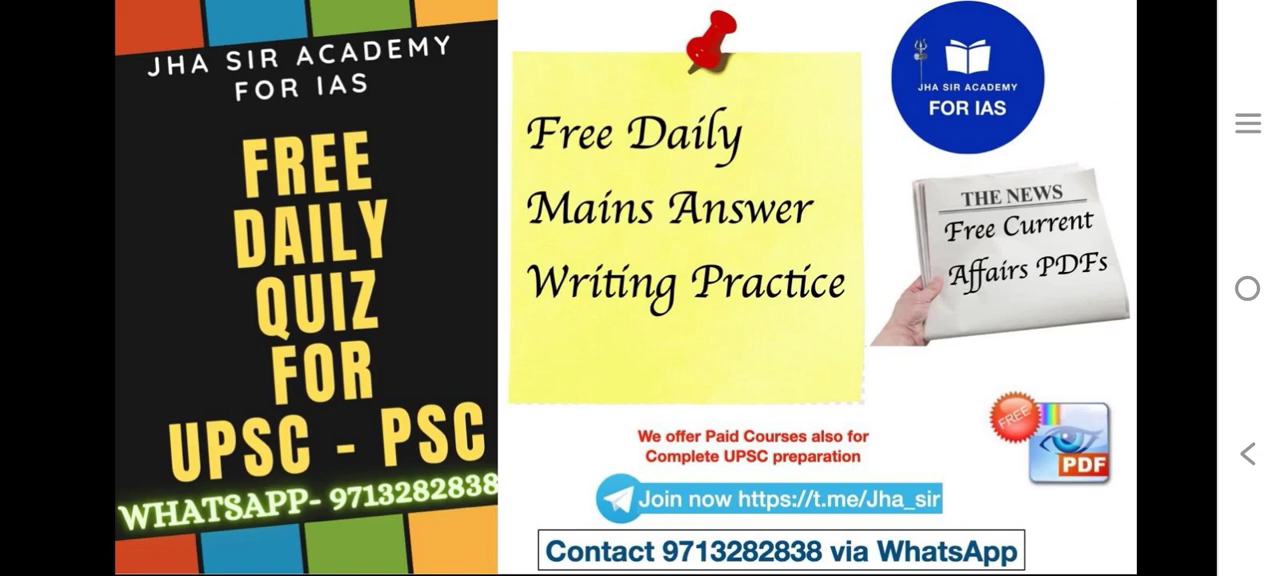 JHA SIR ACADEMY
FOR IAS
FREE
DAILY
QUIZ
FOR
UPSC - PSC
WHATSAPP- 9713282838
Free Daily
Mains Answer
Writing Practice
JHA SIR ACADEMY
FOR IAS
THE NEWS
Free Current
Affairs PDFs
We offer Paid Courses also for
Complete UPSC preparation
FREE
PDF
Join now https://t.me/Jha_sir
Contact 9713282838 via WhatsApp